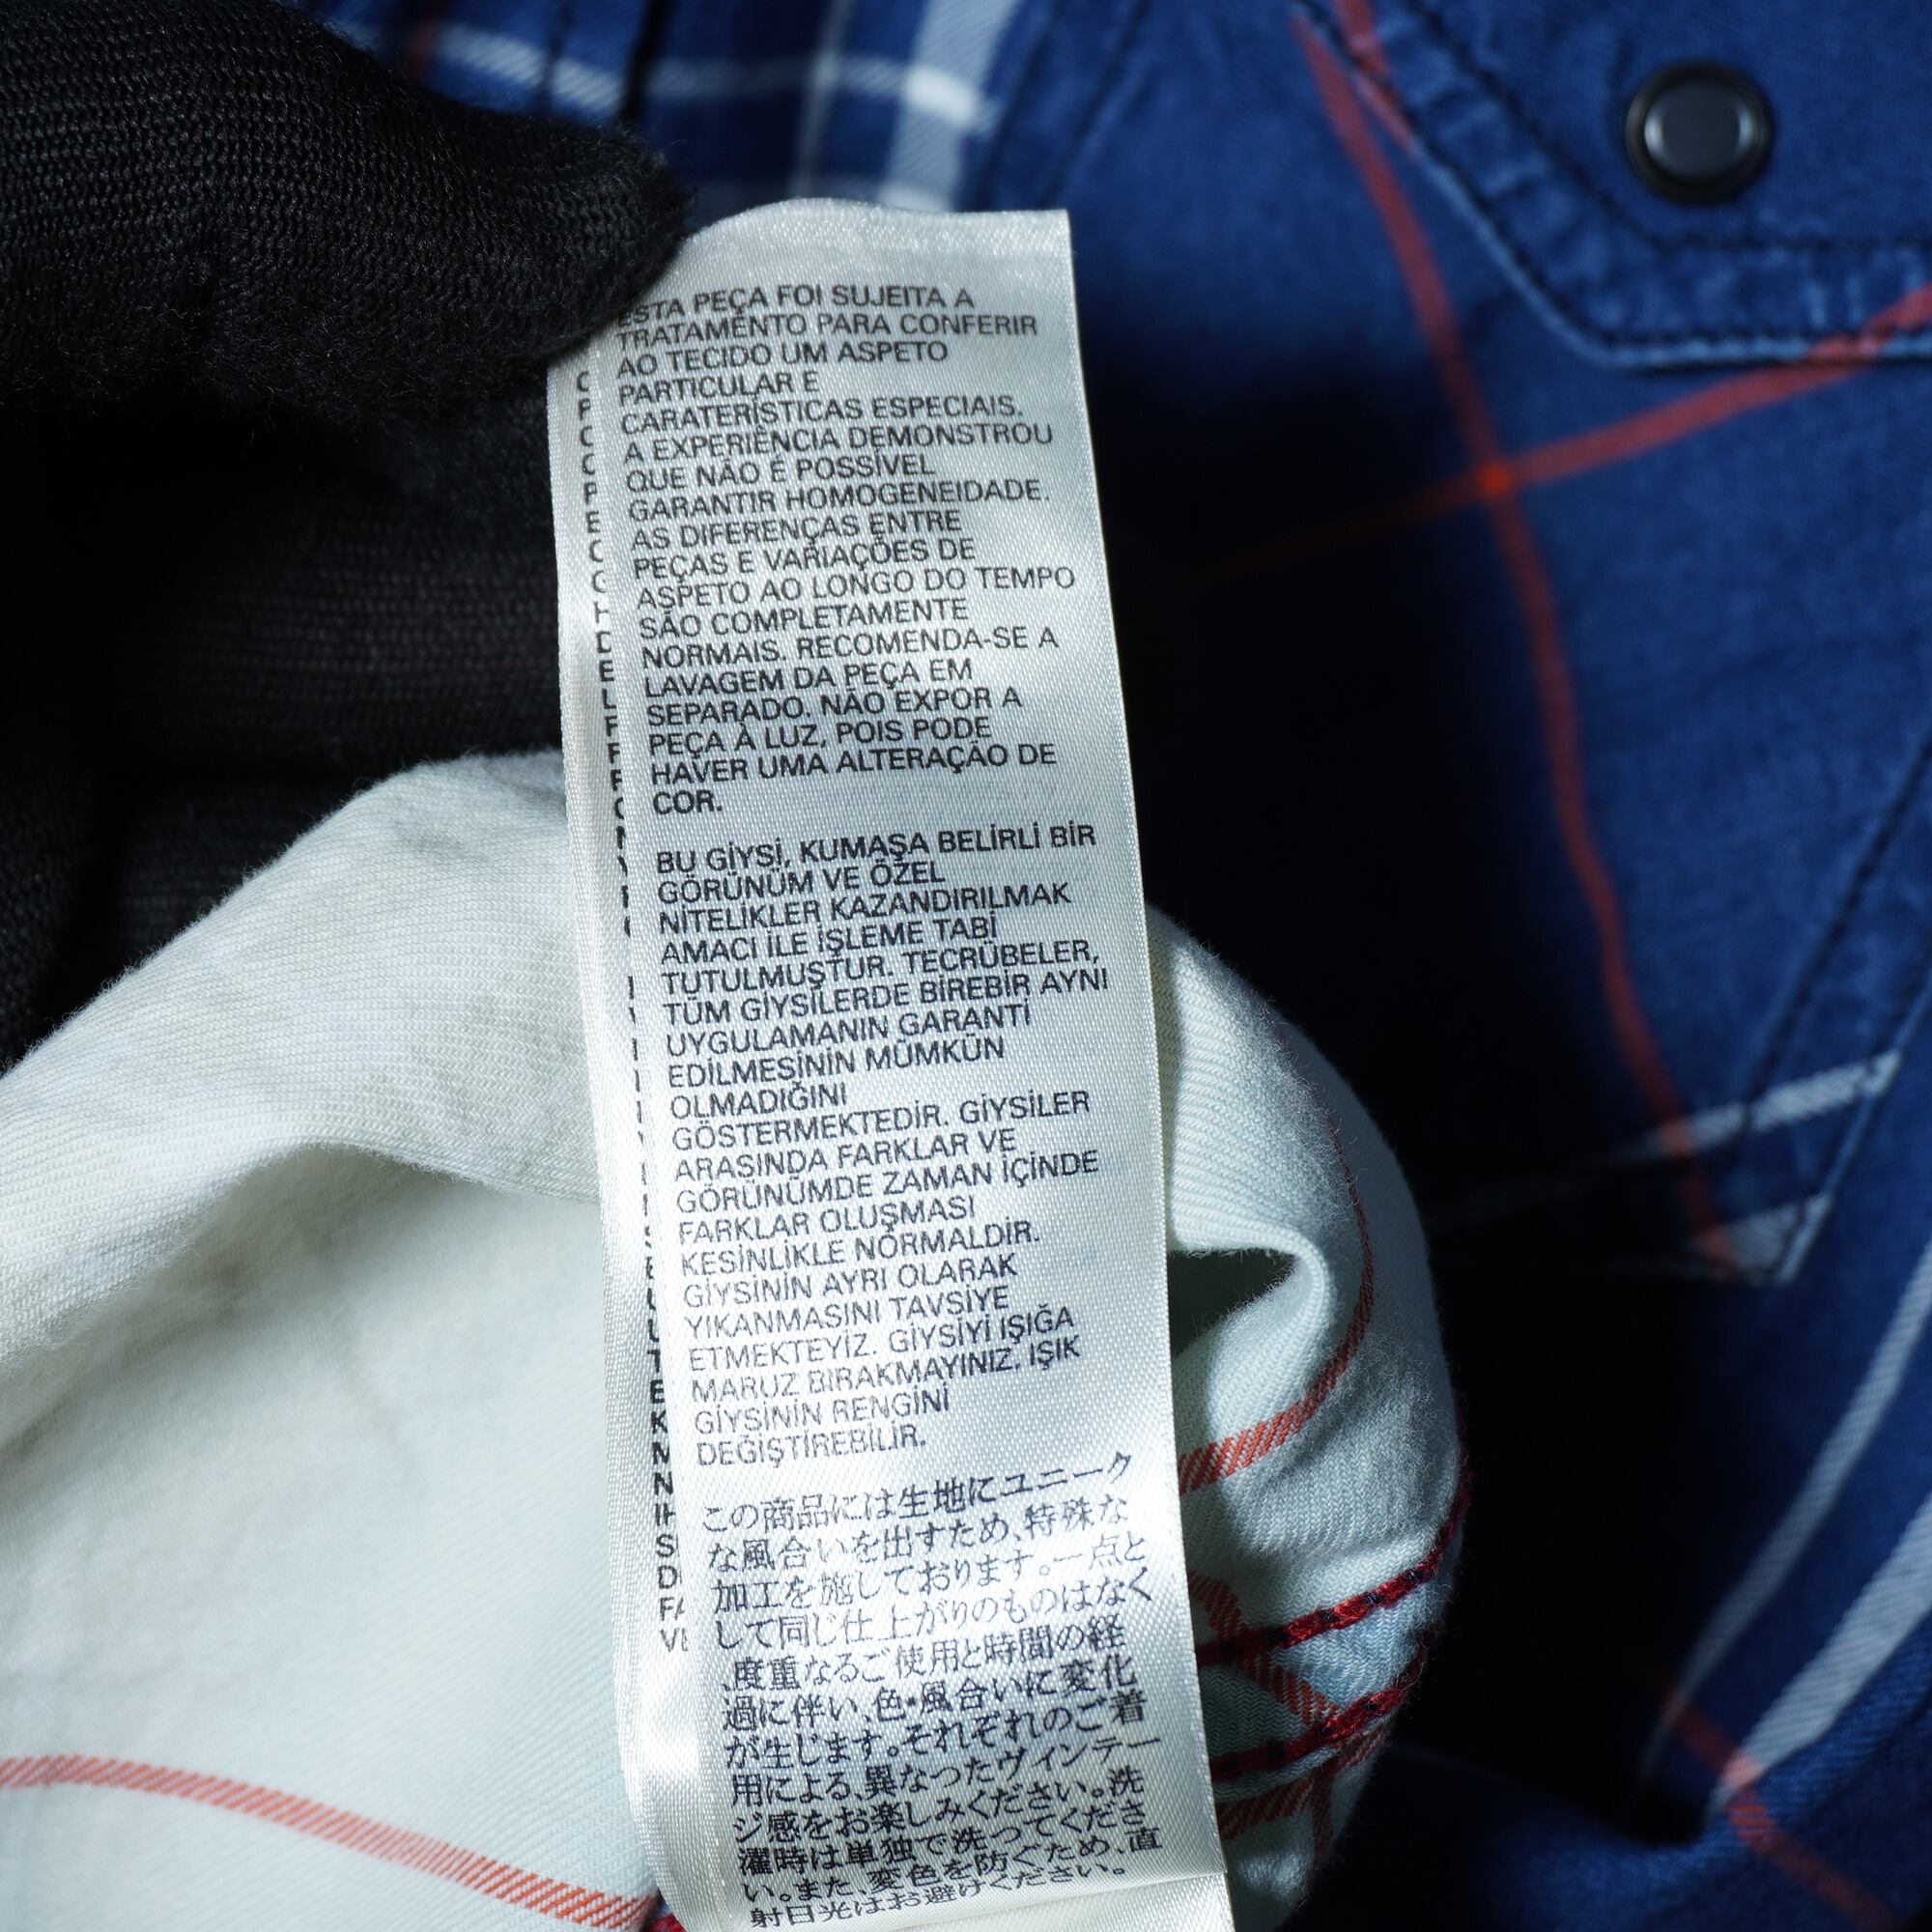 ESTA PEÇA FOI SUJEITA A
TRATAMENTO PARA CONFERIR
AO TECIDO UM ASPETO
PARTICULAR E
CARATERÍSTICAS ESPECIAIS.
A EXPERIÊNCIA DEMONSTROU
QUE NÃO É POSSÍVEL
GARANTIR HOMOGENEIDADE.
AS DIFERENÇAS ENTRE
PEÇAS E VARIAÇÕES DE
ASPETO AO LONGO DO TEMPO
SÃO COMPLETAMENTE
NORMAIS. RECOMENDA-SE A
LAVAGEM DA PEÇA EM
SEPARADO. NÃO EXPOR A
PEÇA À LUZ, POIS PODE
HAVER UMA ALTERAÇÃO DE
COR.
BU GİYSİ, KUMAŞA BELİRLİ BİR
GÖRÜNÜM VE ÖZEL
NİTELİKLER KAZANDIRILMAK
AMACI İLE İŞLEME TABİ
TUTULMUŞTUR. TECRÜBELER,
TÜM GİYSİLERDE BİREBİR AYNI
UYGULAMANIN GARANTİ
EDİLMESİNİN MÜMKÜN
OLMADIĞINI
GÖSTERMEKTEDİR. GİYSİLER
ARASINDA FARKLAR VE
GÖRÜNÜMDE ZAMAN İÇİNDE
FARKLAR OLUŞMASI
KESİNLİKLE NORMALDİR.
GİYSİNİN AYRI OLARAK
YIKANMASINI TAVSİYE
ETMEKTEYİZ. GİYSİYİ IŞIĞA
MARUZ BIRAKMAYINIZ. IŞIK
GİYSİNİN RENGİNİ
DEĞİŞTİREBİLİR.
この商品には生地にユニーク
な風合いを出すため、特殊な
加工を施しております。一点と
して同じ仕上がりのものはなく
、度重なるご使用と時間の経
過に伴い、色・風合いに変化
が生じます。それぞれのご着
用による、異なったヴィンテー
ジ感をお楽しみください。洗
濯時は単独で洗ってくださ
い。また、変色を防ぐため、直
射日光はお避けください。